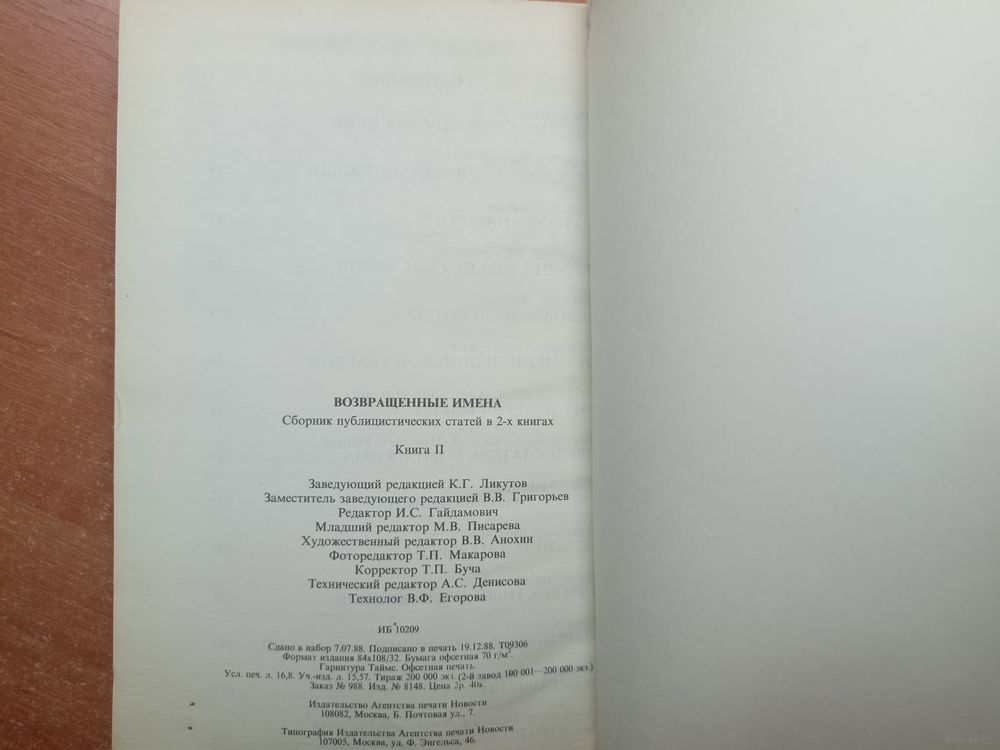 ВОЗВРАЩЕННЫЕ ИМЕНА
Сборник публицистических статей в 2-х книгах
Книга II
Заведующий редакцией К.Г. Ликутов
Заместитель заведующего редакцией В.В. Григорьев
Редактор И.С. Гайдамович
Младший редактор М.В. Писарева
Художественный редактор В.В. Анохин
Фоторедактор Т.П. Макарова
Корректор Т.П. Буча
Технический редактор А.С. Денисова
Технолог В.Ф. Егорова
ИБ 10209
Сдано в набор 7.07.88. Подписано в печать 19.12.88. Т09306
Формат издания 84х108/32. Бумага офсетная 70 г/м².
Гарнитура Таймс. Офсетная печать.
Усл. печ. л. 16,8. Уч.-изд. л. 15,57. Тираж 200 000 экз. (2-й завод 100 001—200 000 экз.)
Заказ № 988. Изд. № 8148. Цена 2р. 40к.
Издательство Агентства печати Новости
108082, Москва, Б. Почтовая ул., 7.
Типография Издательства Агентства печати Новости
107005, Москва, ул. Ф. Энгельса, 46.
www.ay.by